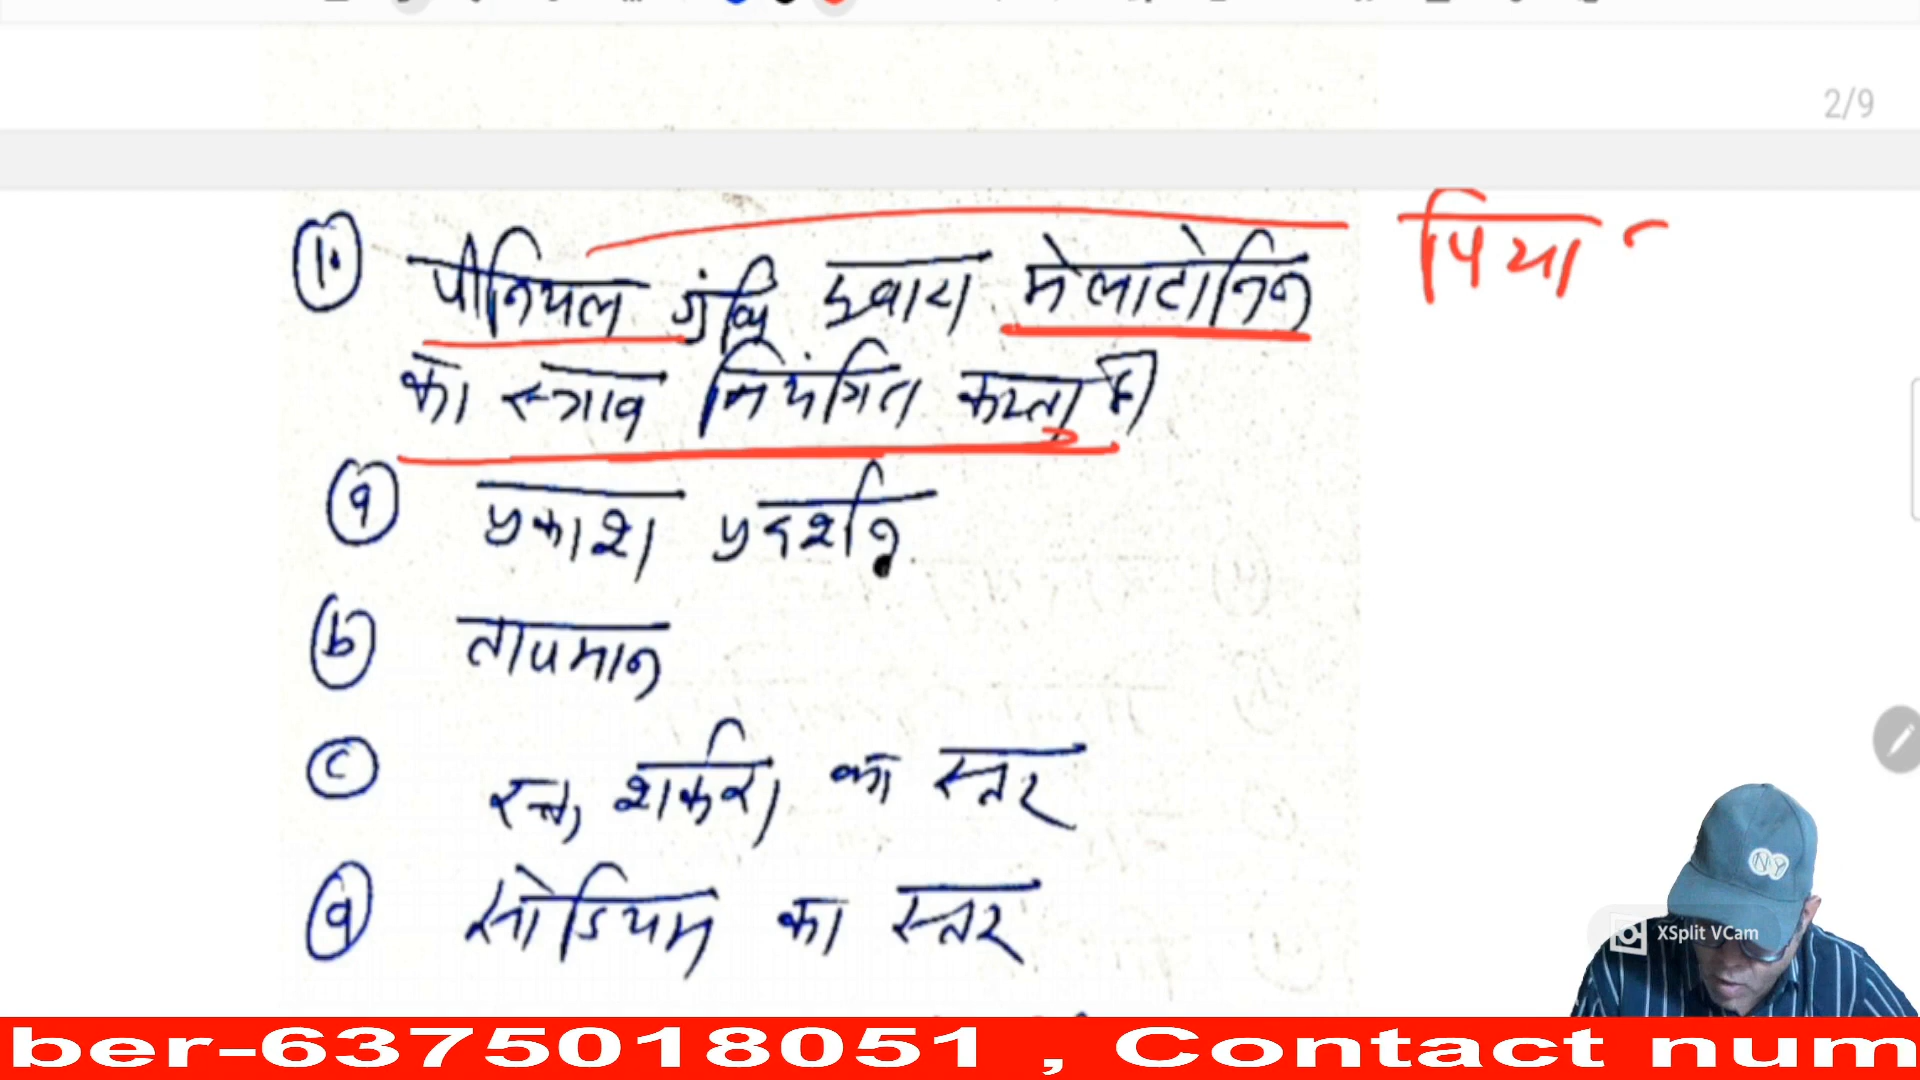 2/9
पिया
1. पीनियल ग्रंथि द्वारा मेलाटोनिन
का स्त्राव नियंत्रित करता है
a प्रकाश प्रदर्शन
b तापमान
c रक्त शर्करा का स्तर
d सोडियम का स्तर
NY
XSplit VCam
ber-6375018051 , Contact num